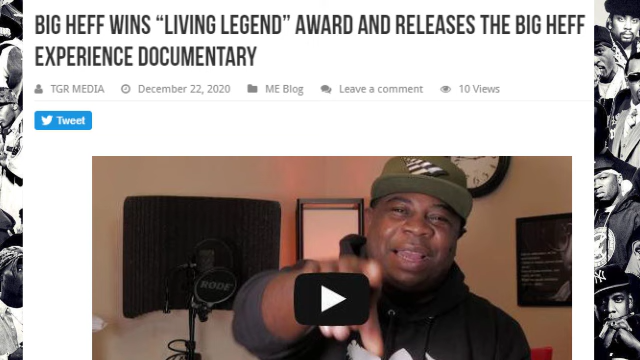 BIG HEFF WINS “LIVING LEGEND” AWARD AND RELEASES THE BIG HEFF
EXPERIENCE DOCUMENTARY
TGR MEDIA December 22, 2020 ME Blog Leave a comment 10 Views
Tweet
RODE